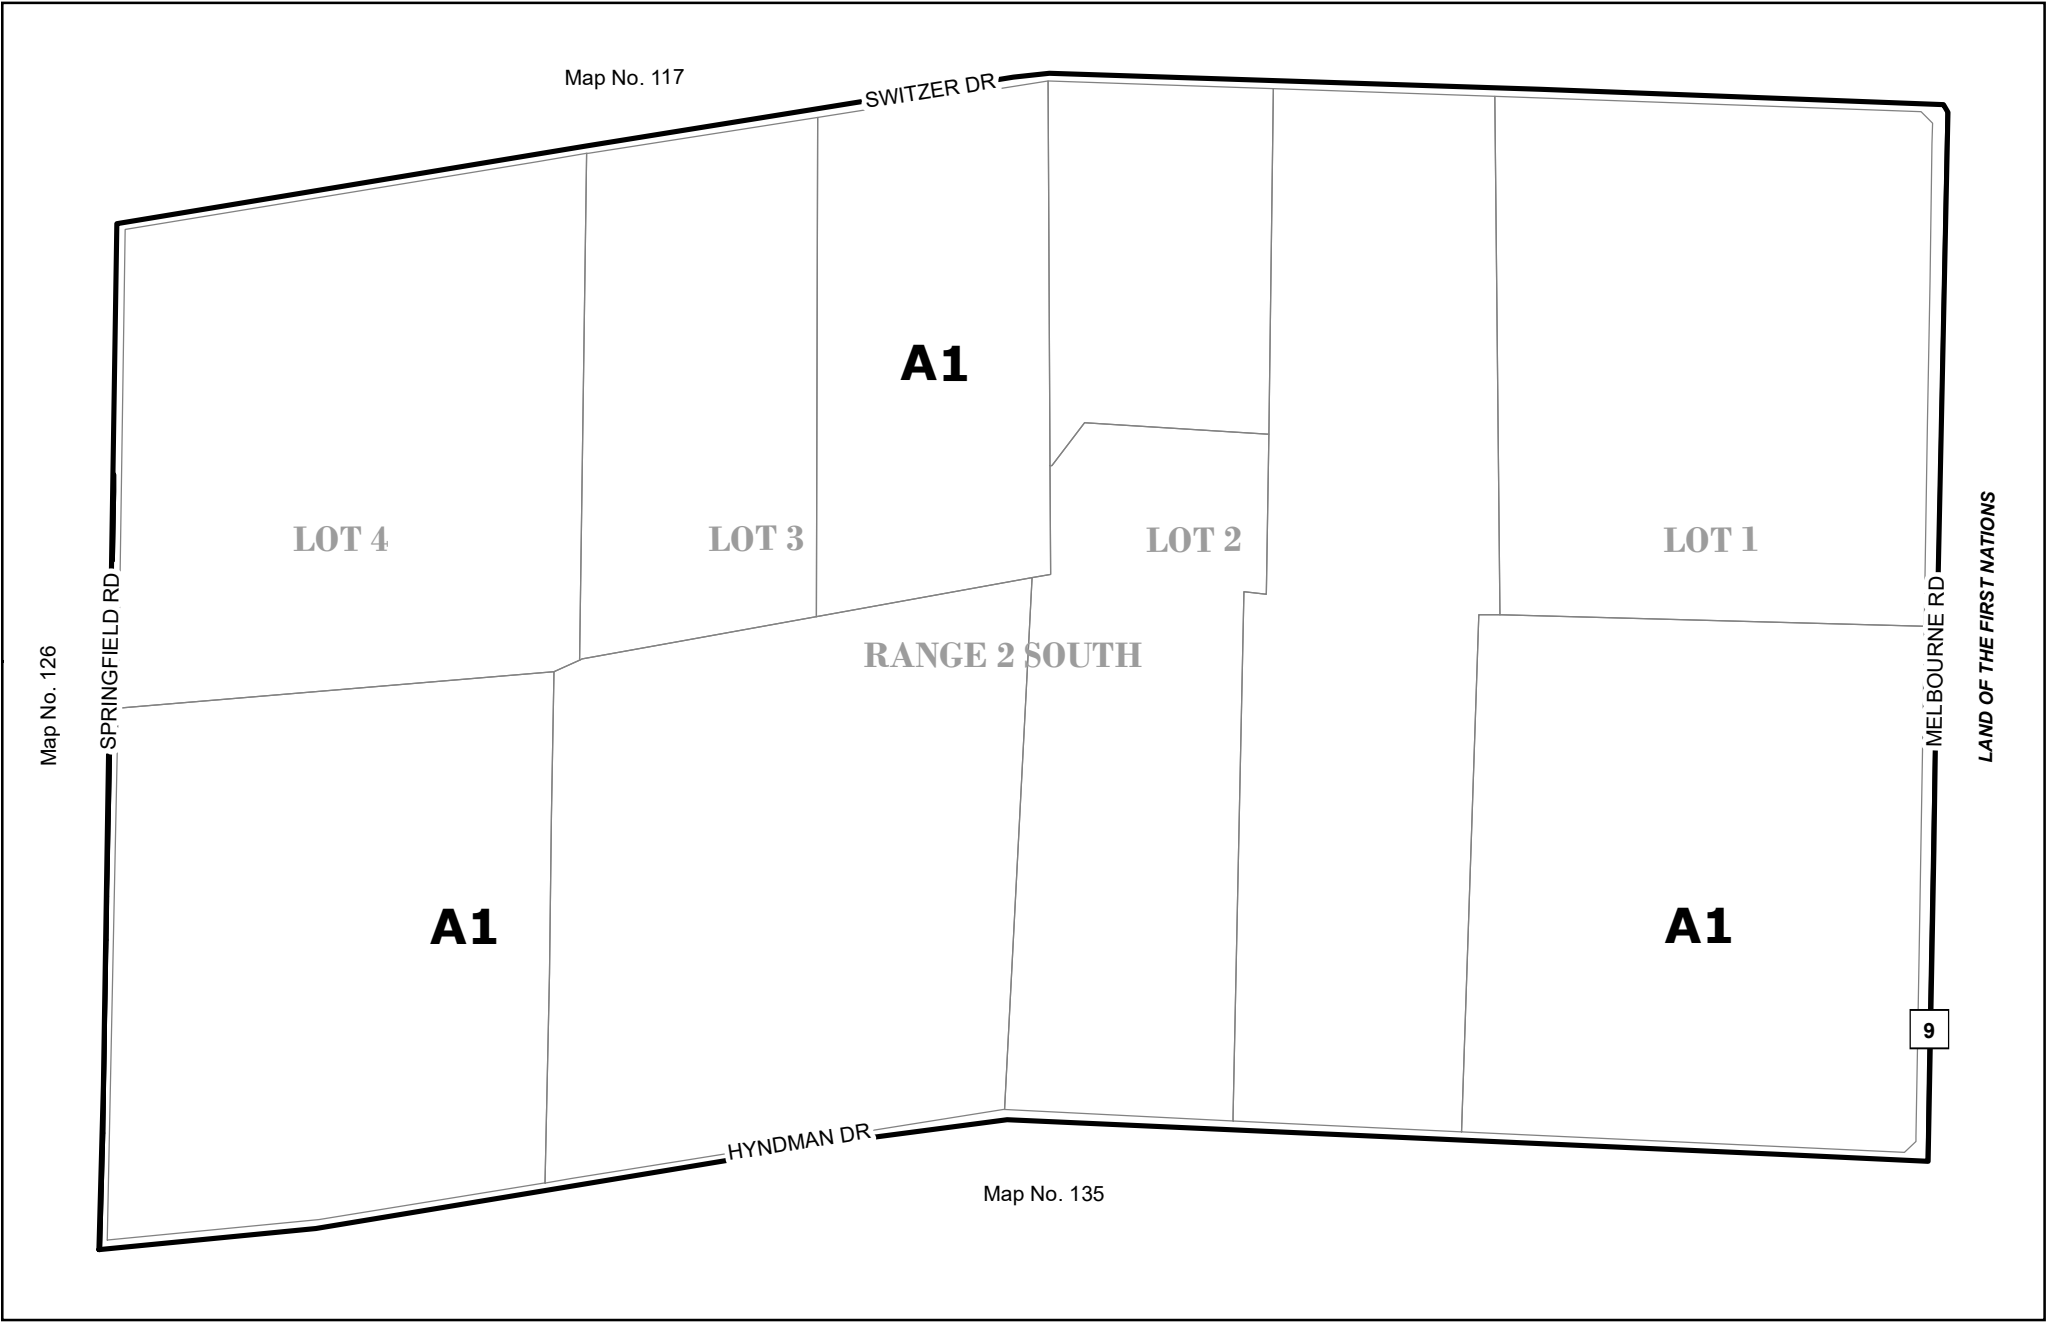 Map No. 117
SWITZER DR
A1
LOT 4
LOT 3
LOT 2
LOT 1
RANGE 2 SOUTH
SPRINGFIELD RD
Map No. 126
MELBOURNE RD
LAND OF THE FIRST NATIONS
A1
A1
9
HYNDMAN DR
Map No. 135